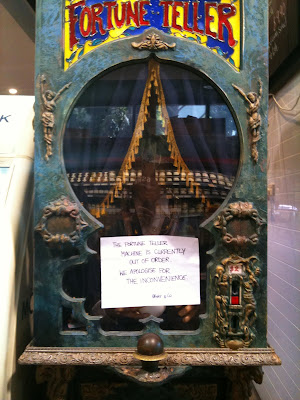 FORTUNE TELLER
THE FORTUNE TELLER
MACHINE IS CURRENTLY
OUT OF ORDER.
WE APOLOGISE FOR
THE INCONVENIENCE.
K